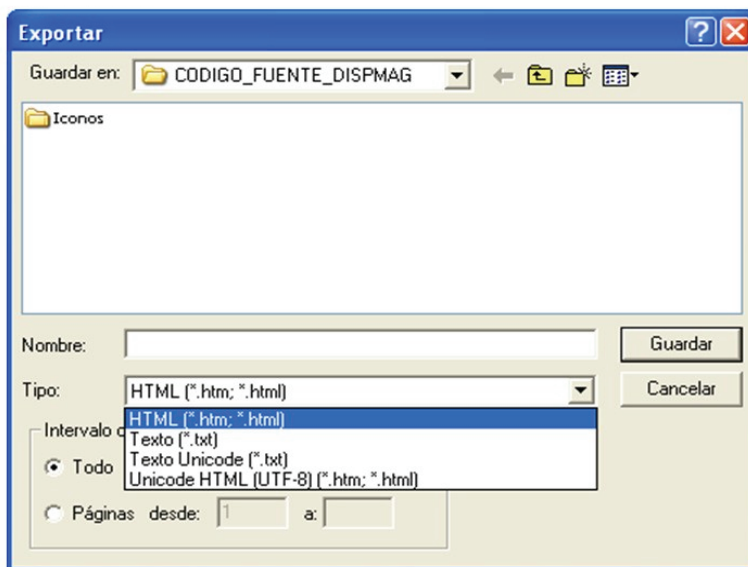 Exportar
Guardar en: CODIGO_FUENTE_DISPMAG
Iconos
Nombre: Guardar
Tipo: HTML (*.htm; *.html) Cancelar
HTML (*.htm; *.html)
Texto (*.txt)
Texto Unicode (*.txt)
Unicode HTML (UTF-8) (*.htm; *.html)
Intervalo
Todo
Páginas desde: 1 a: